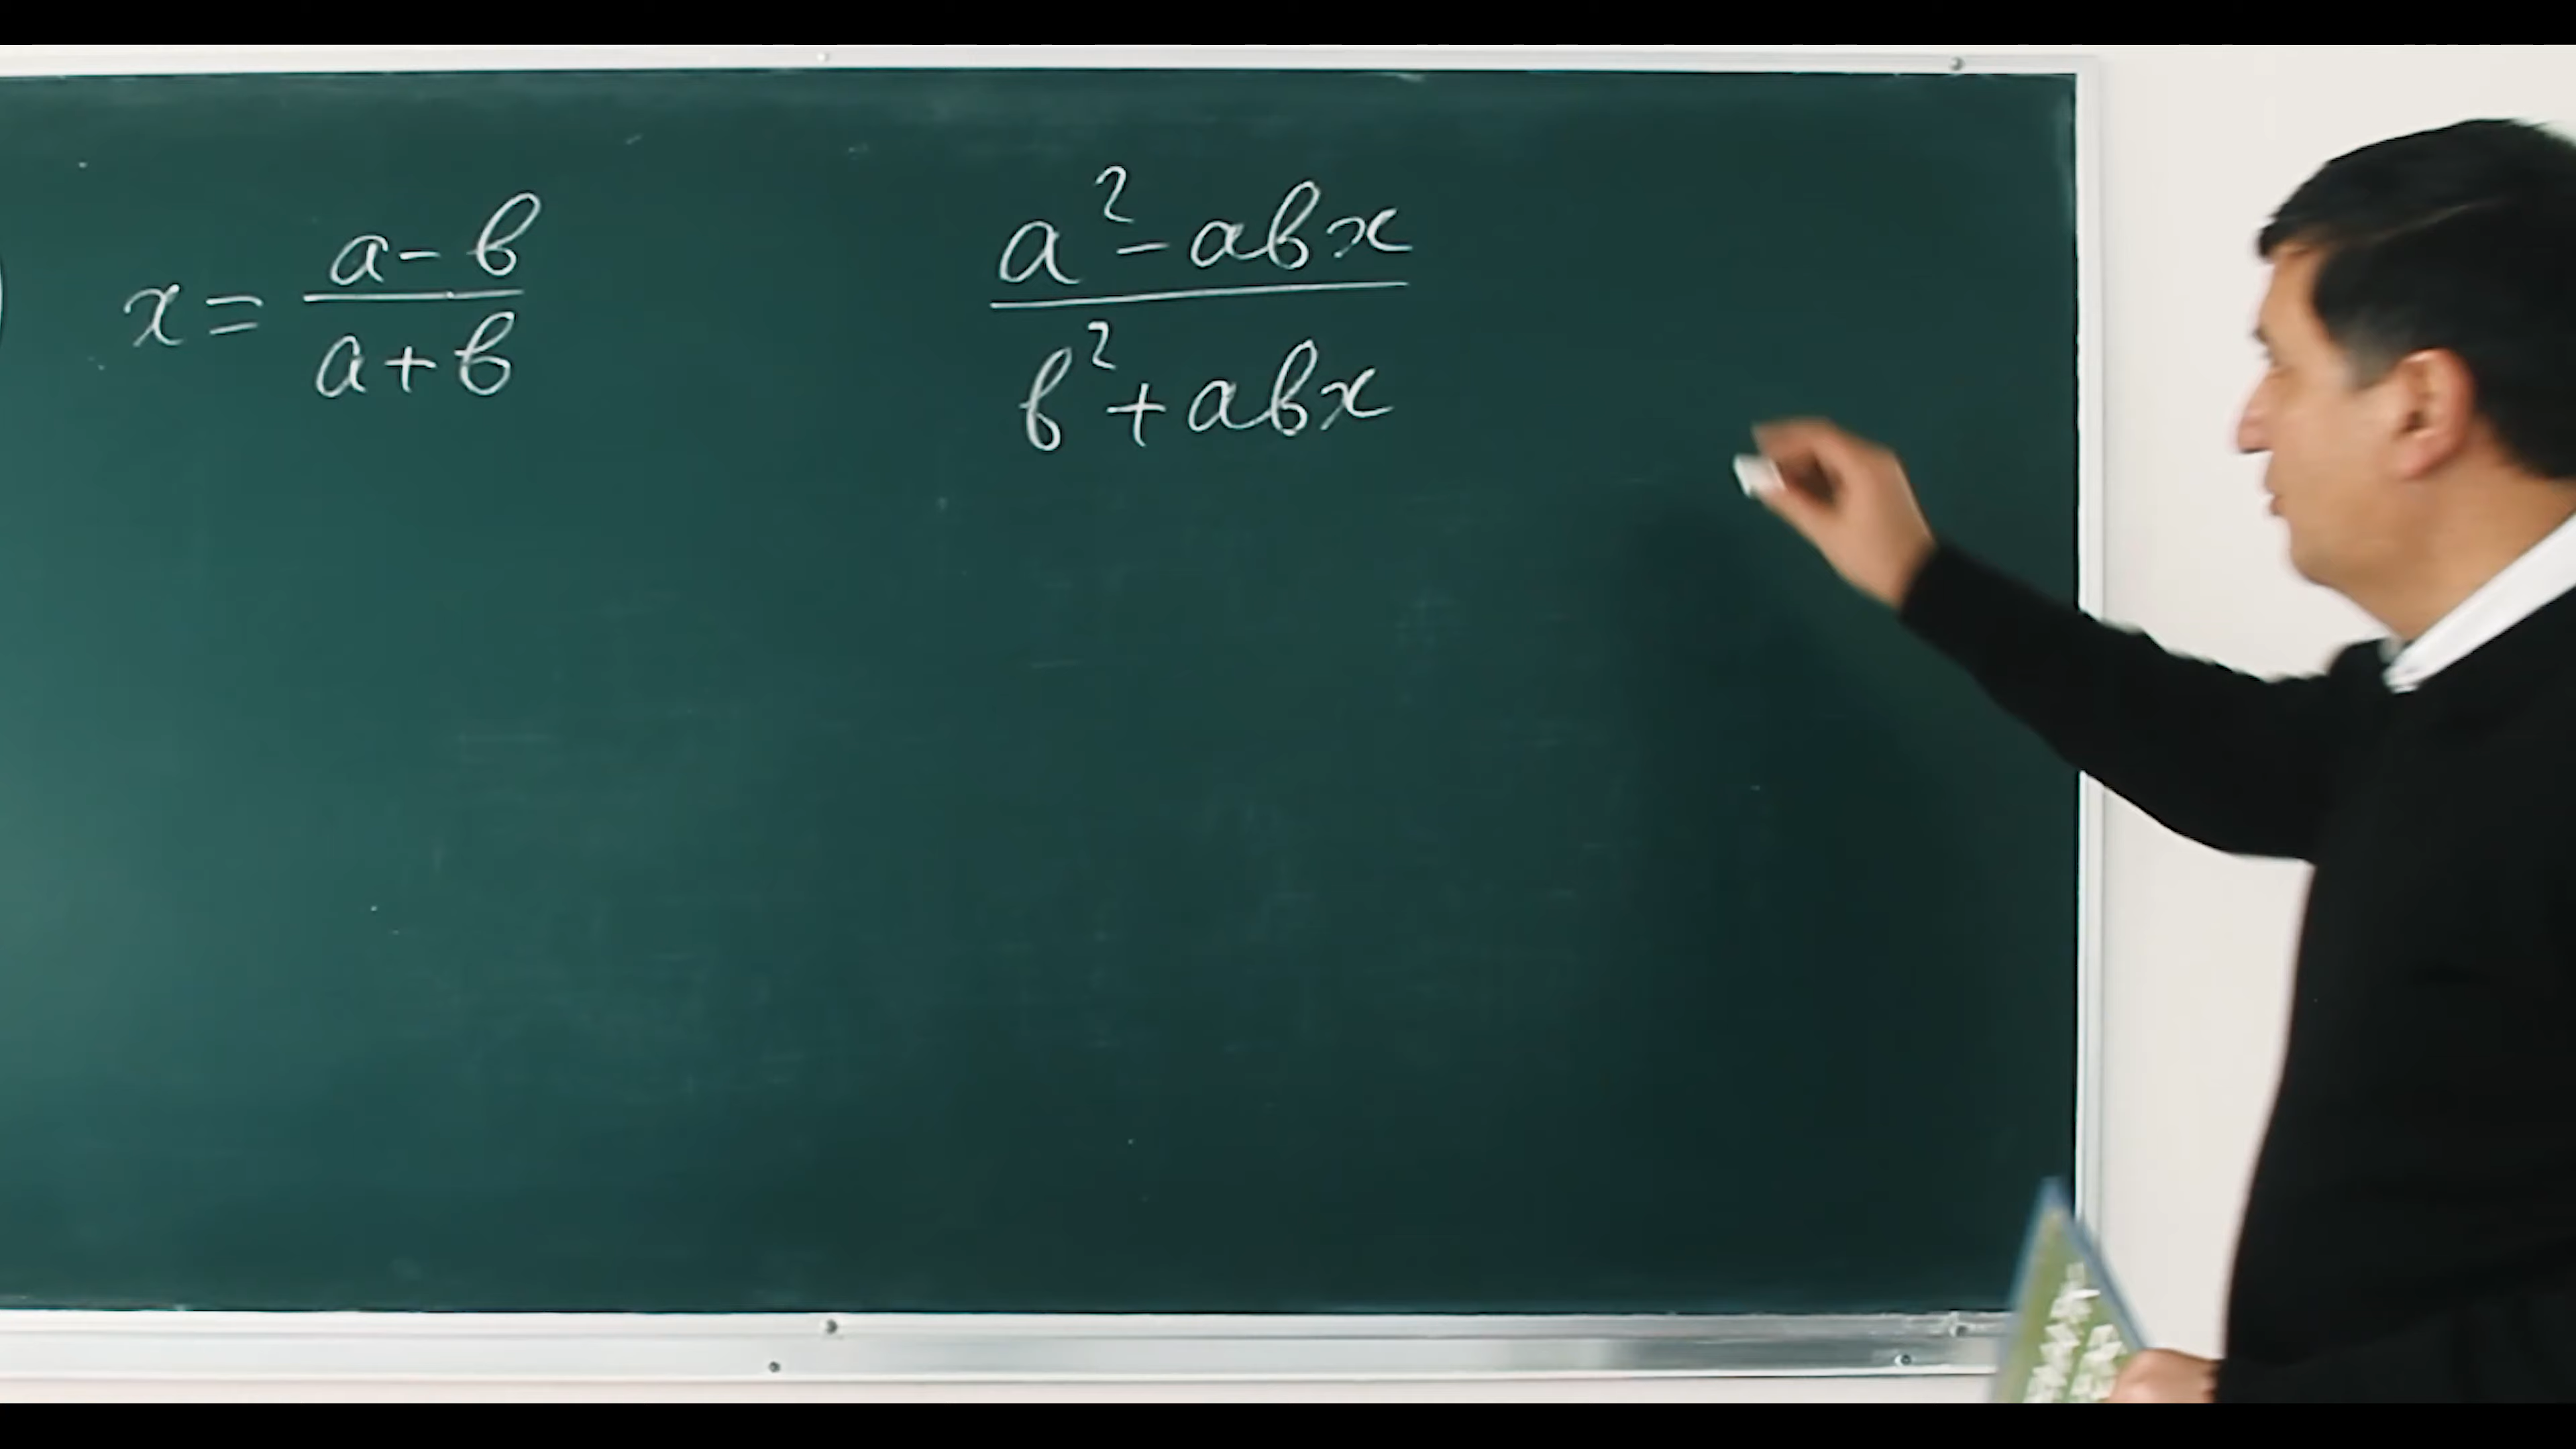 x = (a - b) / (a + b)
(a² - abx) / (b² + abx)